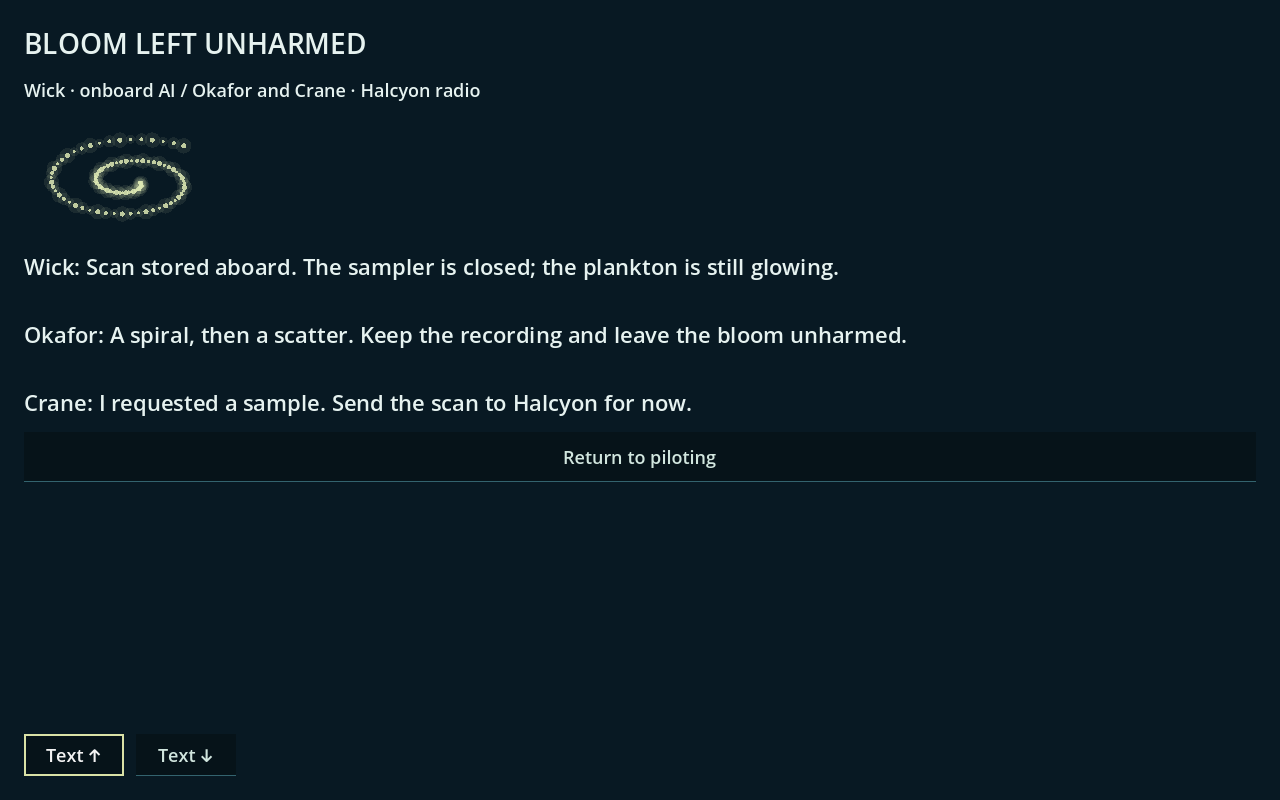 BLOOM LEFT UNHARMED
Wick · onboard AI / Okafor and Crane · Halcyon radio
Wick: Scan stored aboard. The sampler is closed; the plankton is still glowing.
Okafor: A spiral, then a scatter. Keep the recording and leave the bloom unharmed.
Crane: I requested a sample. Send the scan to Halcyon for now.
Return to piloting
Text ↑ Text ↓